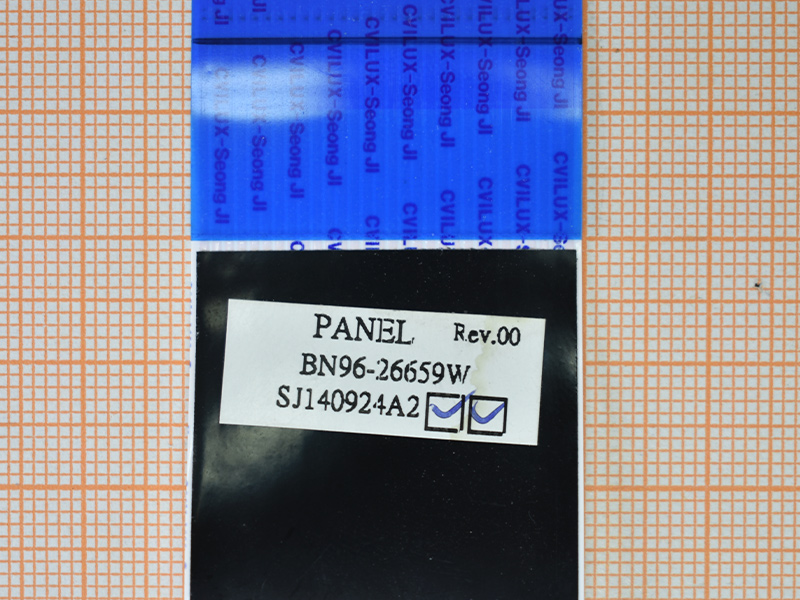 CVILUX-Seong JI
PANEL Rev.00
BN96-26659W
SJ140924A2